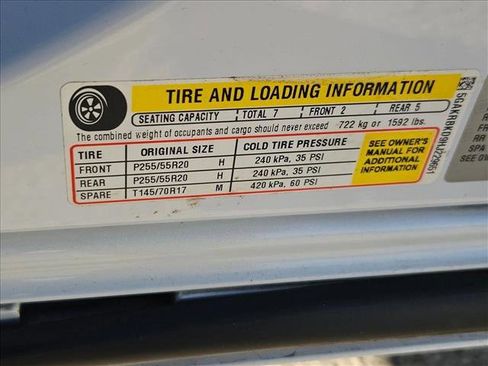 TIRE AND LOADING INFORMATION
SEATING CAPACITY TOTAL 7 FRONT 2 REAR 5
The combined weight of occupants and cargo should never exceed 722 kg or 1592 lbs.
TIRE ORIGINAL SIZE COLD TIRE PRESSURE
FRONT P255/55R20 H 240 kPa, 35 PSI
REAR P255/55R20 H 240 kPa, 35 PSI
SPARE T145/70R17 M 420 kPa, 60 PSI
SEE OWNER'S
MANUAL FOR
ADDITIONAL
INFORMATION
RR
SPA